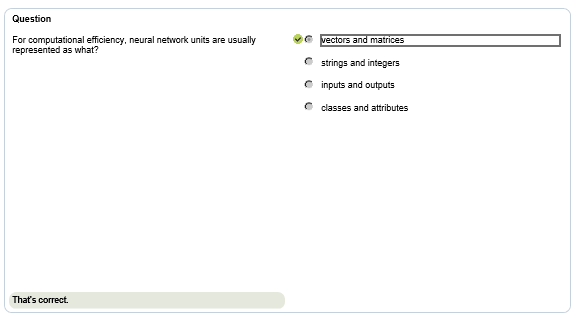 Question
For computational efficiency, neural network units are usually
represented as what?
vectors and matrices
strings and integers
inputs and outputs
classes and attributes
That's correct.